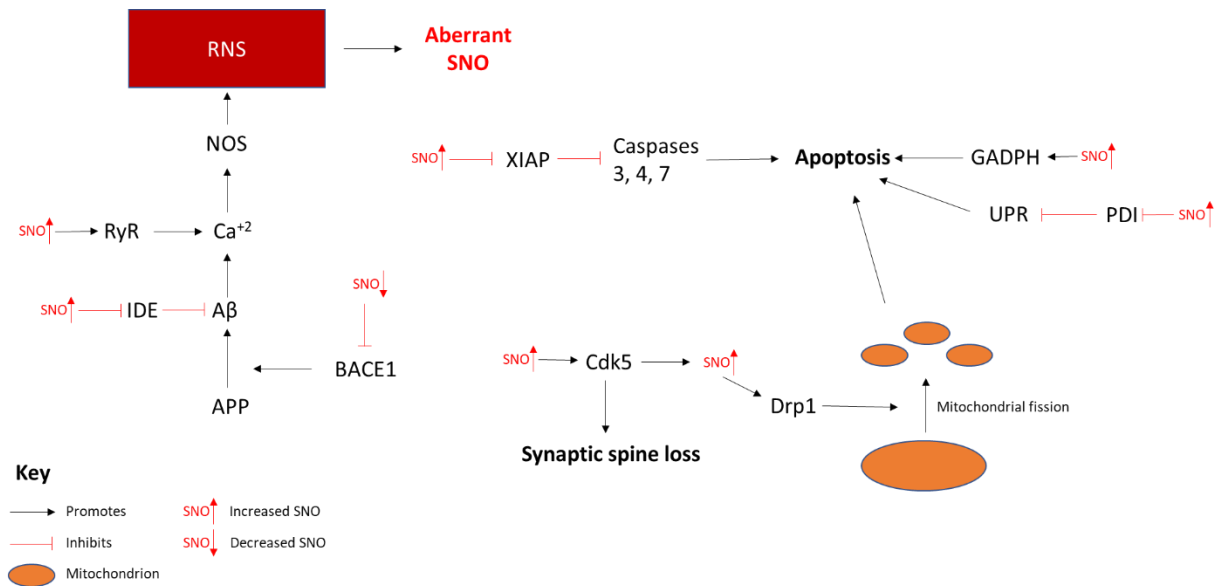 RNS
Aberrant
SNO
NOS
SNO
XIAP
Caspases
3, 4, 7
Apoptosis
GADPH
SNO
SNO
RyR
Ca+2
UPR
PDI
SNO
SNO
SNO
IDE
Aβ
BACE1
SNO
Cdk5
SNO
APP
Drp1
Mitochondrial fission
Synaptic spine loss
Key
Promotes
SNO
Increased SNO
Inhibits
SNO
Decreased SNO
Mitochondrion